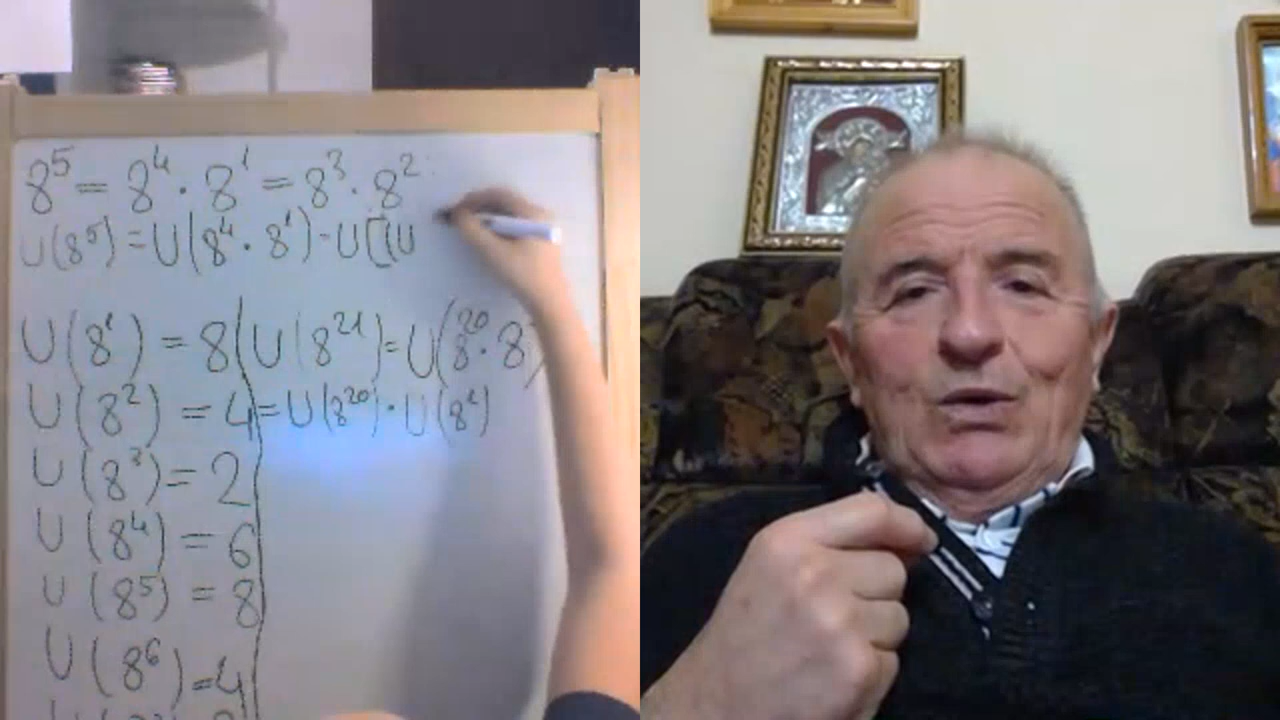 8⁵ = 8⁴ · 8¹ = 8³ · 8²
U(8⁵) = U(8⁴ · 8¹) = U[(U
U(8¹) = 8
U(8²¹) = U(8²⁰ · 8
U(8²) = 4
= U(8²⁰) · U(8¹)
U(8³) = 2
U(8⁴) = 6
U(8⁵) = 8
U(8⁶) = 4